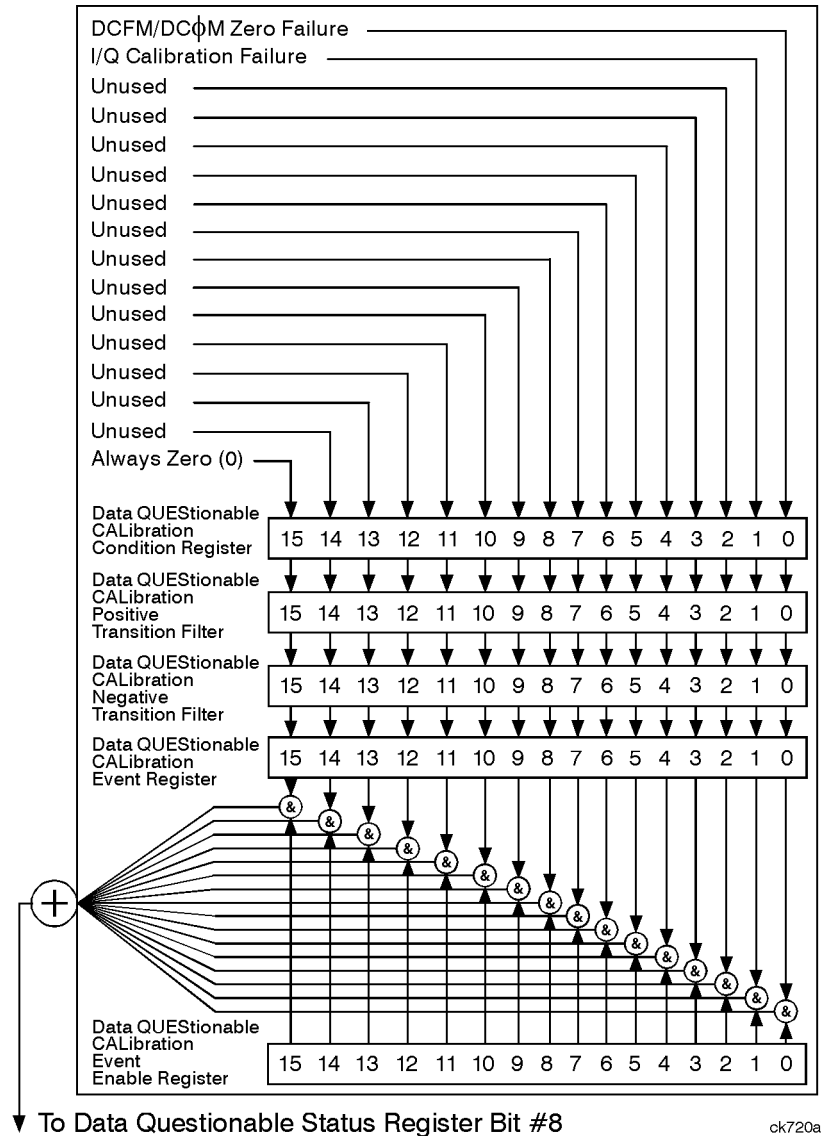 DCFM/DCϕM Zero Failure
I/Q Calibration Failure
Unused
Unused
Unused
Unused
Unused
Unused
Unused
Unused
Unused
Unused
Unused
Unused
Unused
Always Zero (0)
Data QUEStionable
CALibration
Condition Register
15 14 13 12 11 10 9 8 7 6 5 4 3 2 1 0
Data QUEStionable
CALibration
Positive
Transition Filter
15 14 13 12 11 10 9 8 7 6 5 4 3 2 1 0
Data QUEStionable
CALibration
Negative
Transition Filter
15 14 13 12 11 10 9 8 7 6 5 4 3 2 1 0
Data QUEStionable
CALibration
Event Register
15 14 13 12 11 10 9 8 7 6 5 4 3 2 1 0
& & & & & & & & & & & & & & & &
+
Data QUEStionable
CALibration
Event
Enable Register
15 14 13 12 11 10 9 8 7 6 5 4 3 2 1 0
To Data Questionable Status Register Bit #8
ck720a